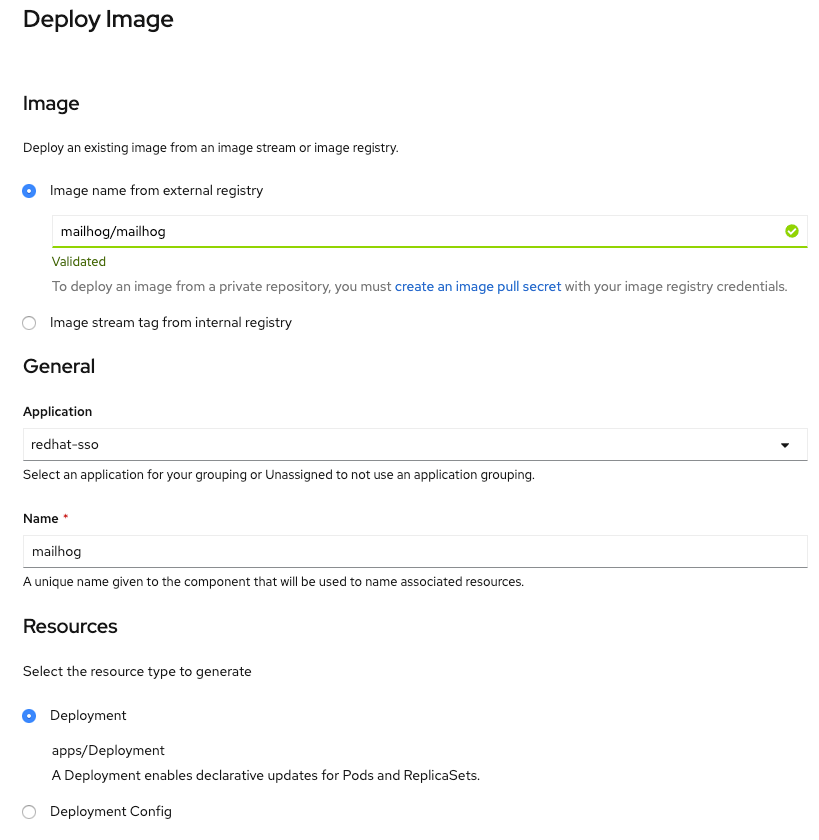 Deploy Image
Image
Deploy an existing image from an image stream or image registry.
Image name from external registry
mailhog/mailhog
Validated
To deploy an image from a private repository, you must create an image pull secret with your image registry credentials.
Image stream tag from internal registry
General
Application
redhat-sso
Select an application for your grouping or Unassigned to not use an application grouping.
Name *
mailhog
A unique name given to the component that will be used to name associated resources.
Resources
Select the resource type to generate
Deployment
apps/Deployment
A Deployment enables declarative updates for Pods and ReplicaSets.
Deployment Config